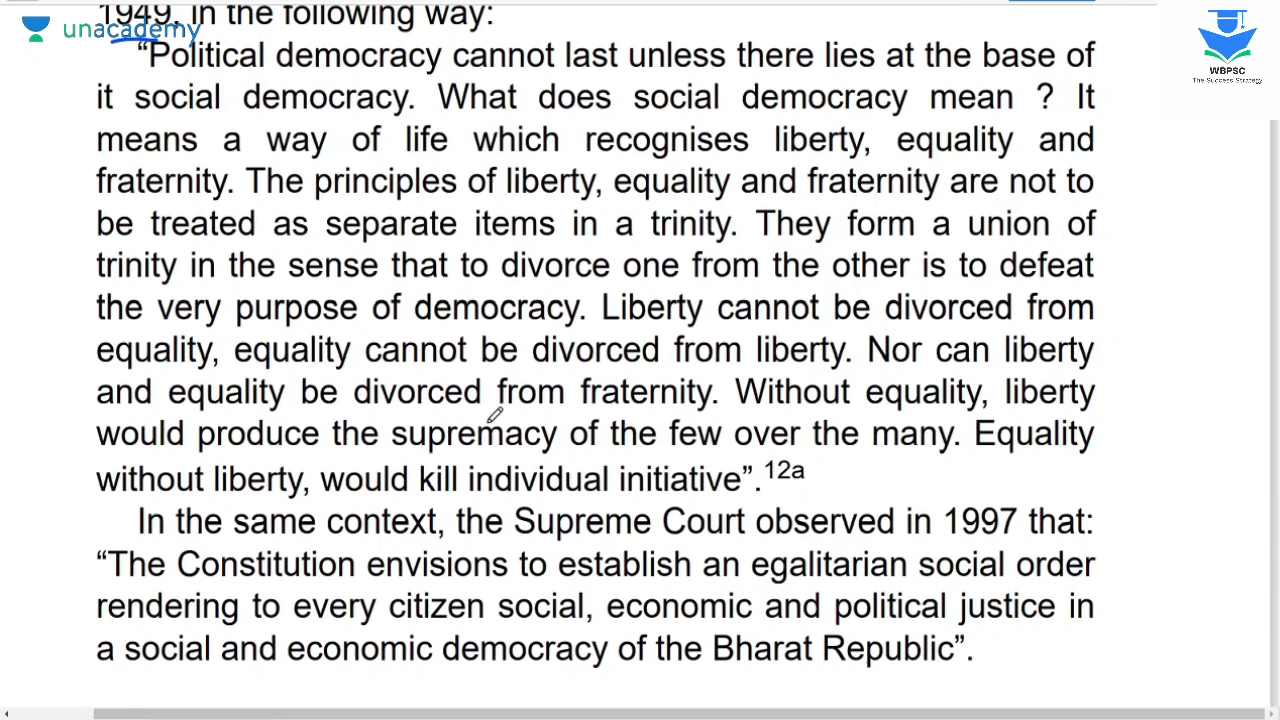 1949, in the following way:
unacademy
“Political democracy cannot last unless there lies at the base of
it social democracy. What does social democracy mean ? It
means a way of life which recognises liberty, equality and
fraternity. The principles of liberty, equality and fraternity are not to
be treated as separate items in a trinity. They form a union of
trinity in the sense that to divorce one from the other is to defeat
the very purpose of democracy. Liberty cannot be divorced from
equality, equality cannot be divorced from liberty. Nor can liberty
and equality be divorced from fraternity. Without equality, liberty
would produce the supremacy of the few over the many. Equality
without liberty, would kill individual initiative”.12a
In the same context, the Supreme Court observed in 1997 that:
“The Constitution envisions to establish an egalitarian social order
rendering to every citizen social, economic and political justice in
a social and economic democracy of the Bharat Republic”.
WBPSC
The Success Strategy